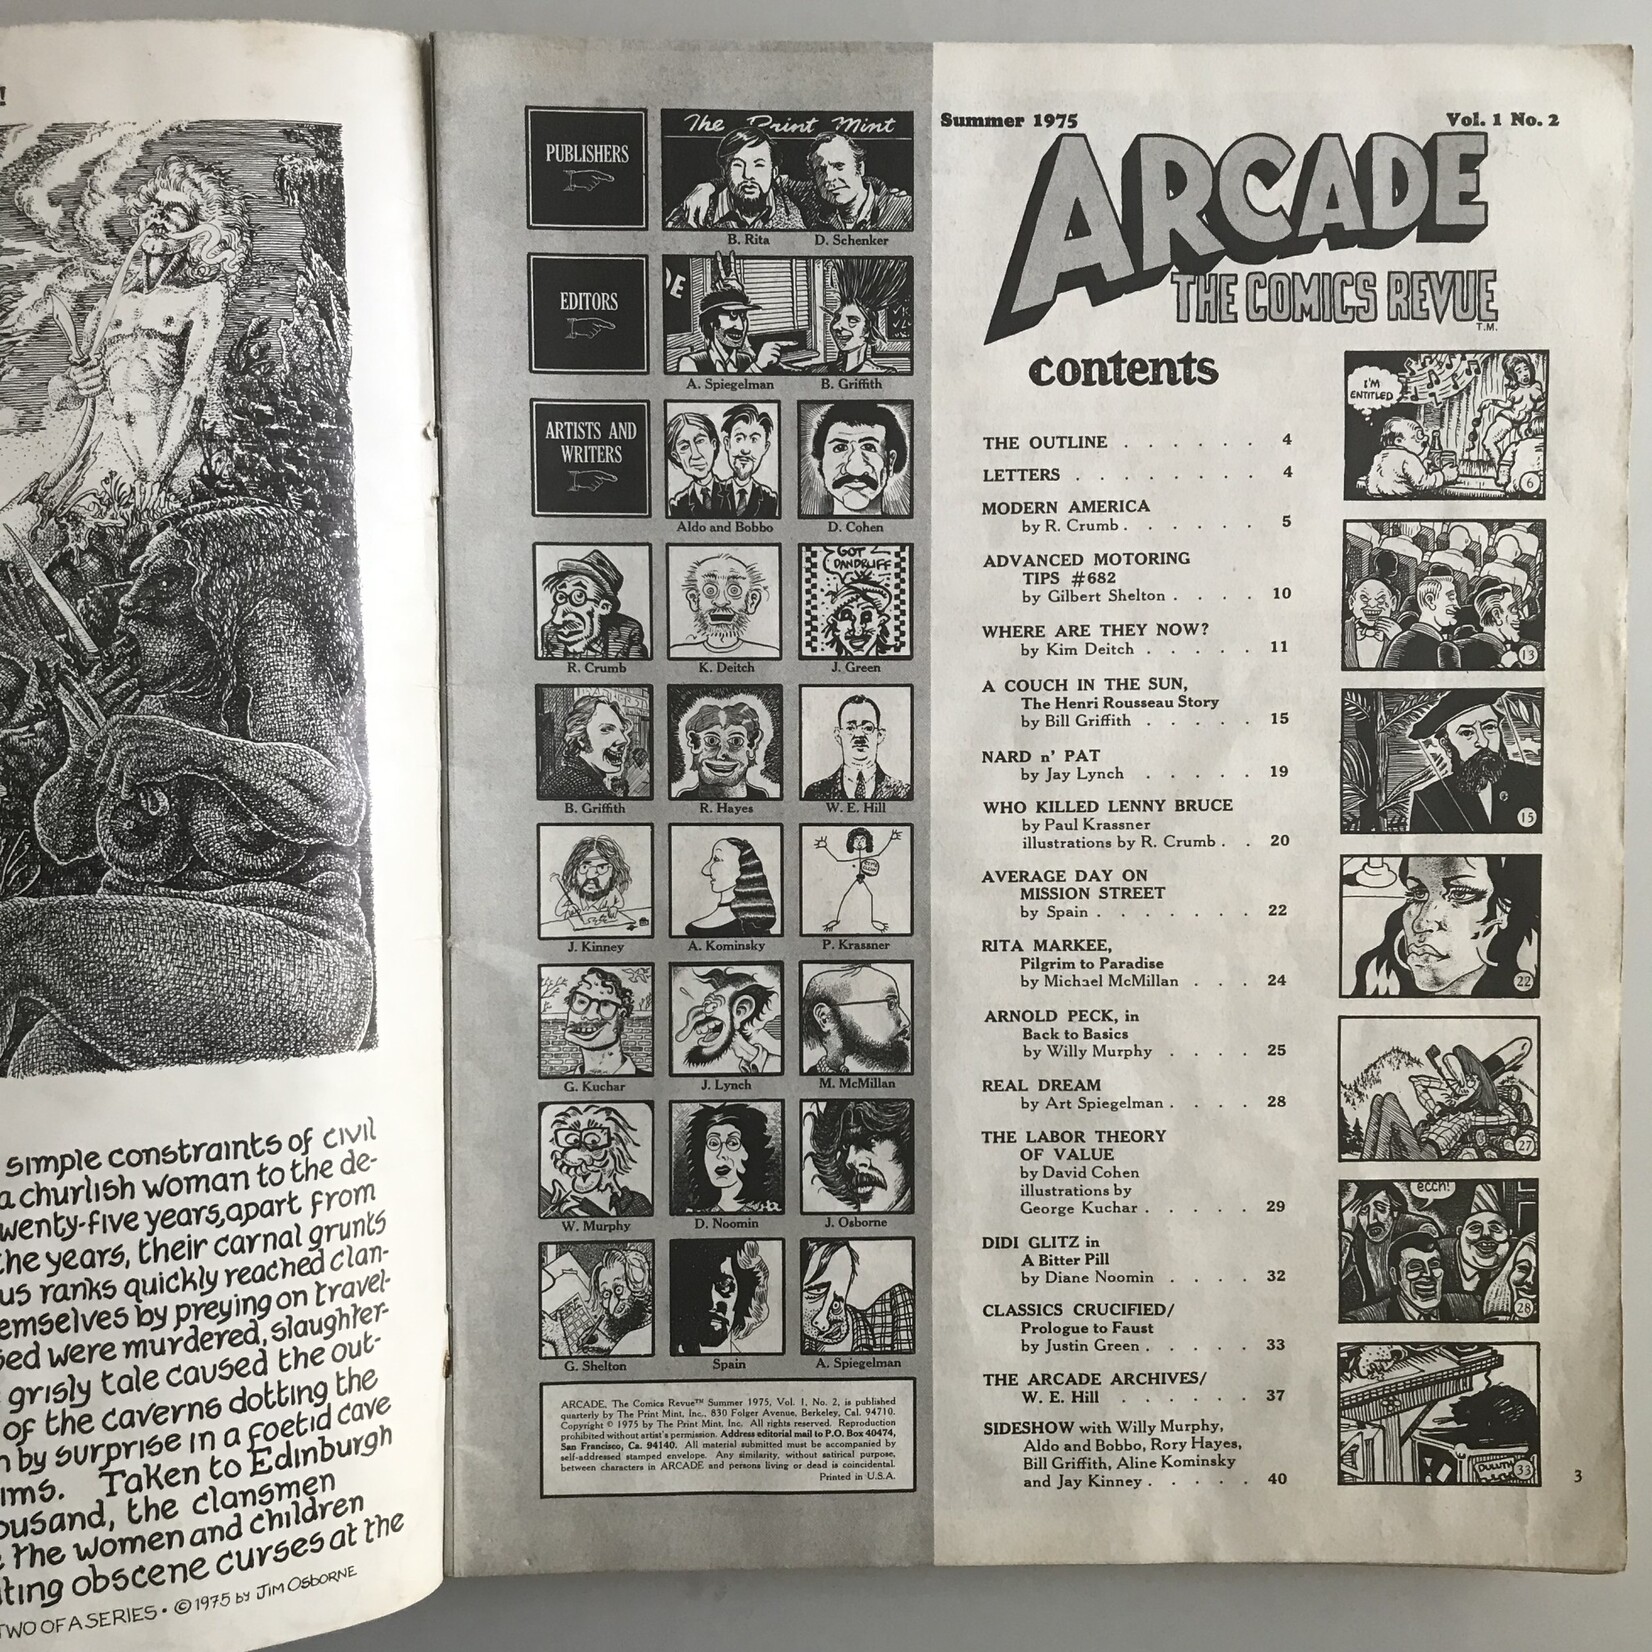 !
simple constraints of civil
a churlish woman to the de-
twenty-five years, apart from
the years, their carnal grunts
us ranks quickly reached clan-
emselves by preying on travel-
sed were murdered, slaughter-
grisly tale caused the out-
of the caverns dotting the
n by surprise in a foetid cave
ims. Taken to Edinburgh
ousand, the clansmen
the women and children
ting obscene curses at the
TWO OF A SERIES • © 1975 by JIM OSBORNE
PUBLISHERS
The Print Mint
B. Rita D. Schenker
EDITORS
DE
A. Spiegelman B. Griffith
ARTISTS AND
WRITERS
Aldo and Bobbo D. Cohen
GOT
DANDRUFF
R. Crumb K. Deitch J. Green
B. Griffith R. Hayes W. E. Hill
J. Kinney A. Kominsky P. Krassner
G. Kuchar J. Lynch M. McMillan
W. Murphy D. Noomin J. Osborne
G. Shelton Spain A. Spiegelman
ARCADE, The Comics Revue™ Summer 1975, Vol. 1, No. 2, is published
quarterly by The Print Mint, Inc., 830 Folger Avenue, Berkeley, Cal. 94710.
Copyright © 1975 by The Print Mint, Inc. All rights reserved. Reproduction
prohibited without artist's permission. Address editorial mail to P.O. Box 40474,
San Francisco, Ca. 94140. All material submitted must be accompanied by
self-addressed stamped envelope. Any similarity, without satirical purpose,
between characters in ARCADE and persons living or dead is coincidental.
Printed in U.S.A.
Summer 1975 Vol. 1 No. 2
ARCADE
THE COMICS REVUE
T.M.
contents
THE OUTLINE . . . . . . 4
LETTERS . . . . . . . . 4
MODERN AMERICA
by R. Crumb . . . . . . 5
ADVANCED MOTORING
TIPS #682
by Gilbert Shelton . . . . 10
WHERE ARE THEY NOW?
by Kim Deitch . . . . . 11
A COUCH IN THE SUN,
The Henri Rousseau Story
by Bill Griffith . . . . . 15
NARD n' PAT
by Jay Lynch . . . . . 19
WHO KILLED LENNY BRUCE
by Paul Krassner
illustrations by R. Crumb . . 20
AVERAGE DAY ON
MISSION STREET
by Spain . . . . . . . 22
RITA MARKEE,
Pilgrim to Paradise
by Michael McMillan . . . 24
ARNOLD PECK, in
Back to Basics
by Willy Murphy . . . . 25
REAL DREAM
by Art Spiegelman . . . . 28
THE LABOR THEORY
OF VALUE
by David Cohen
illustrations by
George Kuchar . . . . . 29
DIDI GLITZ in
A Bitter Pill
by Diane Noomin . . . . 32
CLASSICS CRUCIFIED/
Prologue to Faust
by Justin Green . . . . . 33
THE ARCADE ARCHIVES/
W. E. Hill . . . . . . 37
SIDESHOW with Willy Murphy,
Aldo and Bobbo, Rory Hayes,
Bill Griffith, Aline Kominsky
and Jay Kinney . . . . . 40
I'M
ENTITLED
6
13
15
22
27
ecch!
28
DULUTH
33
3